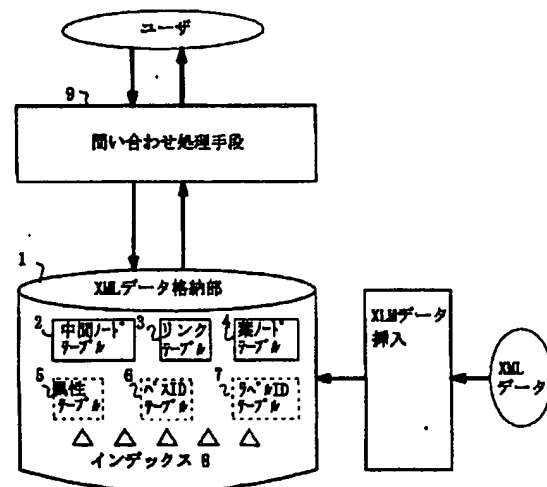 ユーザ
9
問い合わせ処理手段
1
XMLデータ格納部
2
中間ノード
テーブル
3
リンク
テーブル
4
葉ノード
テーブル
5
属性
テーブル
6
パスID
テーブル
7
ラベルID
テーブル
インデックス 8
XLMデータ
挿入
XML
データ